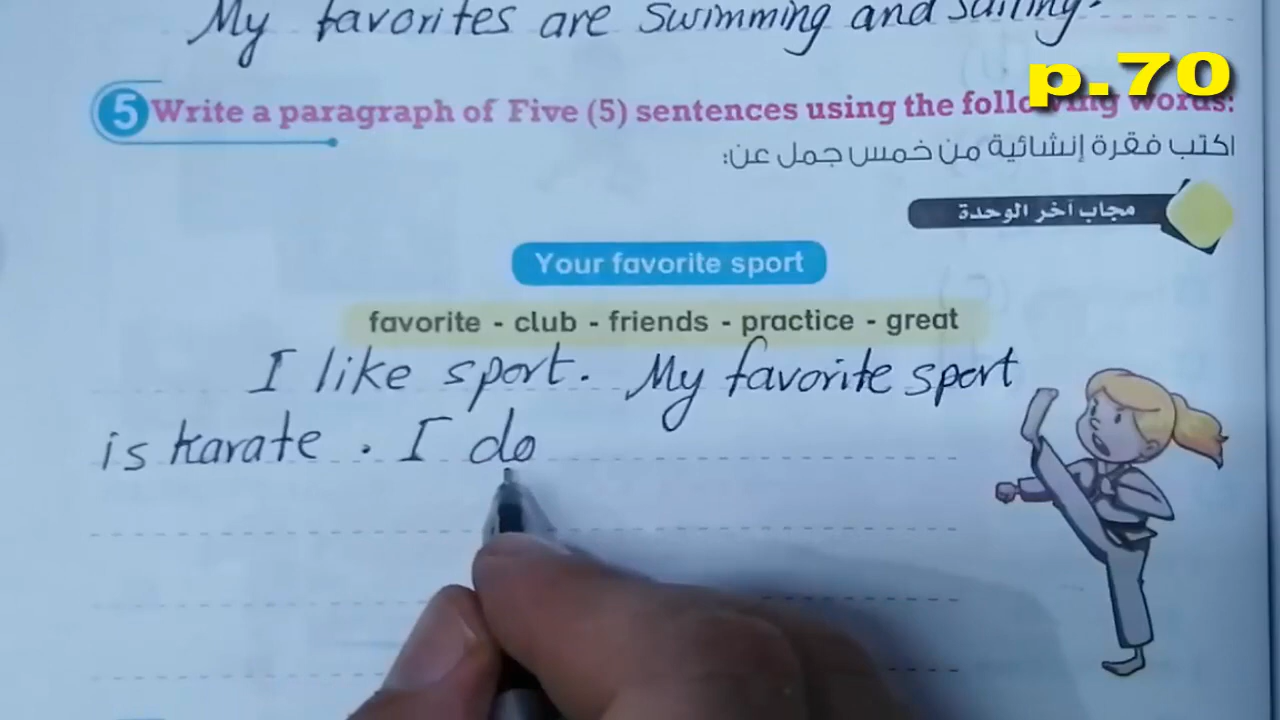 My favorites are swimming and sailing.
p.70
5 Write a paragraph of Five (5) sentences using the following words:
اكتب فقرة إنشائية من خمس جمل عن:
مجاب آخر الوحدة
Your favorite sport
favorite - club - friends - practice - great
I like sport. My favorite sport
is karate. I do